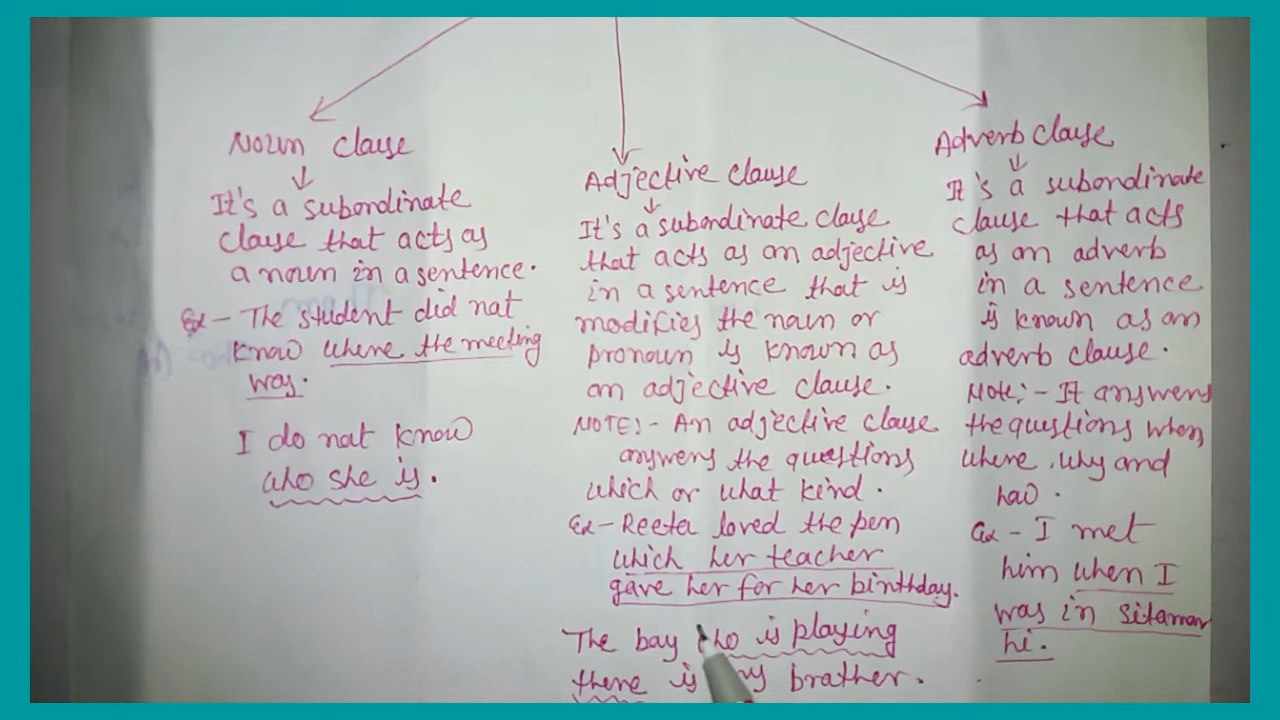 Noun clause
It's a subordinate
clause that acts as
a noun in a sentence.
Ex - The student did not
know where the meeting
was.
I do not know
who she is.
Adjective clause
It's a subordinate clause
that acts as an adjective
in a sentence that is
modifies the noun or
pronoun is known as
an adjective clause.
NOTE:- An adjective clause
answers the questions
which or what kind.
Ex - Reeta loved the pen
which her teacher
gave her for her birthday.
The boy who is playing
there is my brother.
Adverb clause
It's a subordinate
clause that acts
as an adverb
in a sentence
is known as an
adverb clause.
Note:- It answers
the questions when
where, why and
how.
Ex - I met
him when I
was in sitamar
hi.